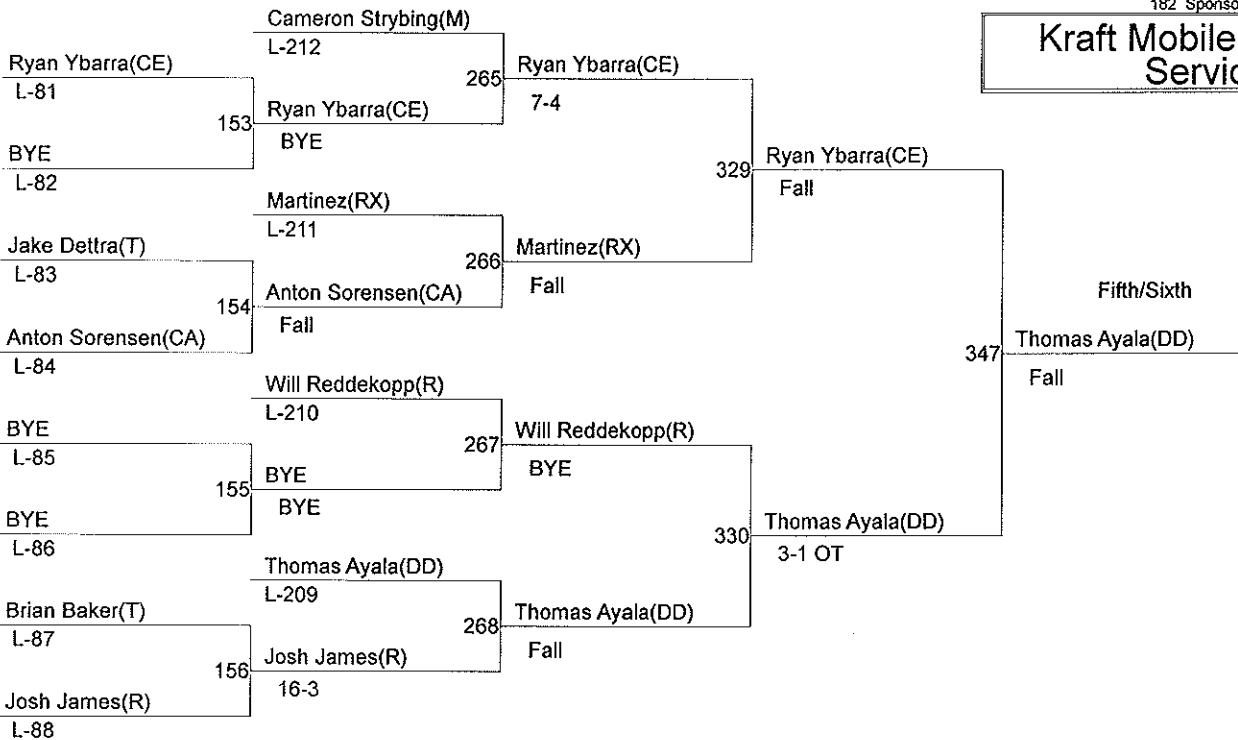 182 Sponso
Kraft Mobile
Servic
Cameron Strybing(M)
L-212
Ryan Ybarra(CE)
L-81
265
Ryan Ybarra(CE)
7-4
153
Ryan Ybarra(CE)
BYE
BYE
L-82
329
Ryan Ybarra(CE)
Fall
Martinez(RX)
L-211
Jake Dettra(T)
L-83
266
Martinez(RX)
Fall
154
Anton Sorensen(CA)
Fall
Anton Sorensen(CA)
L-84
Fifth/Sixth
347
Thomas Ayala(DD)
Fall
Will Reddekopp(R)
L-210
BYE
L-85
267
Will Reddekopp(R)
BYE
155
BYE
BYE
BYE
L-86
330
Thomas Ayala(DD)
3-1 OT
Thomas Ayala(DD)
L-209
Brian Baker(T)
L-87
268
Thomas Ayala(DD)
Fall
156
Josh James(R)
16-3
Josh James(R)
L-88